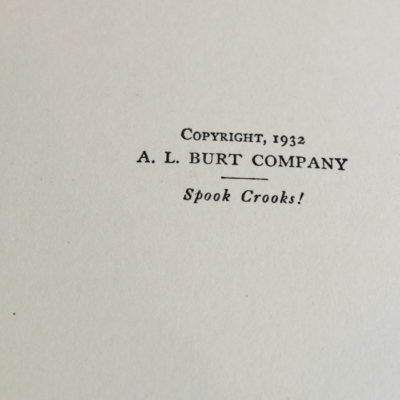 Copyright, 1932
A. L. BURT COMPANY
Spook Crooks!